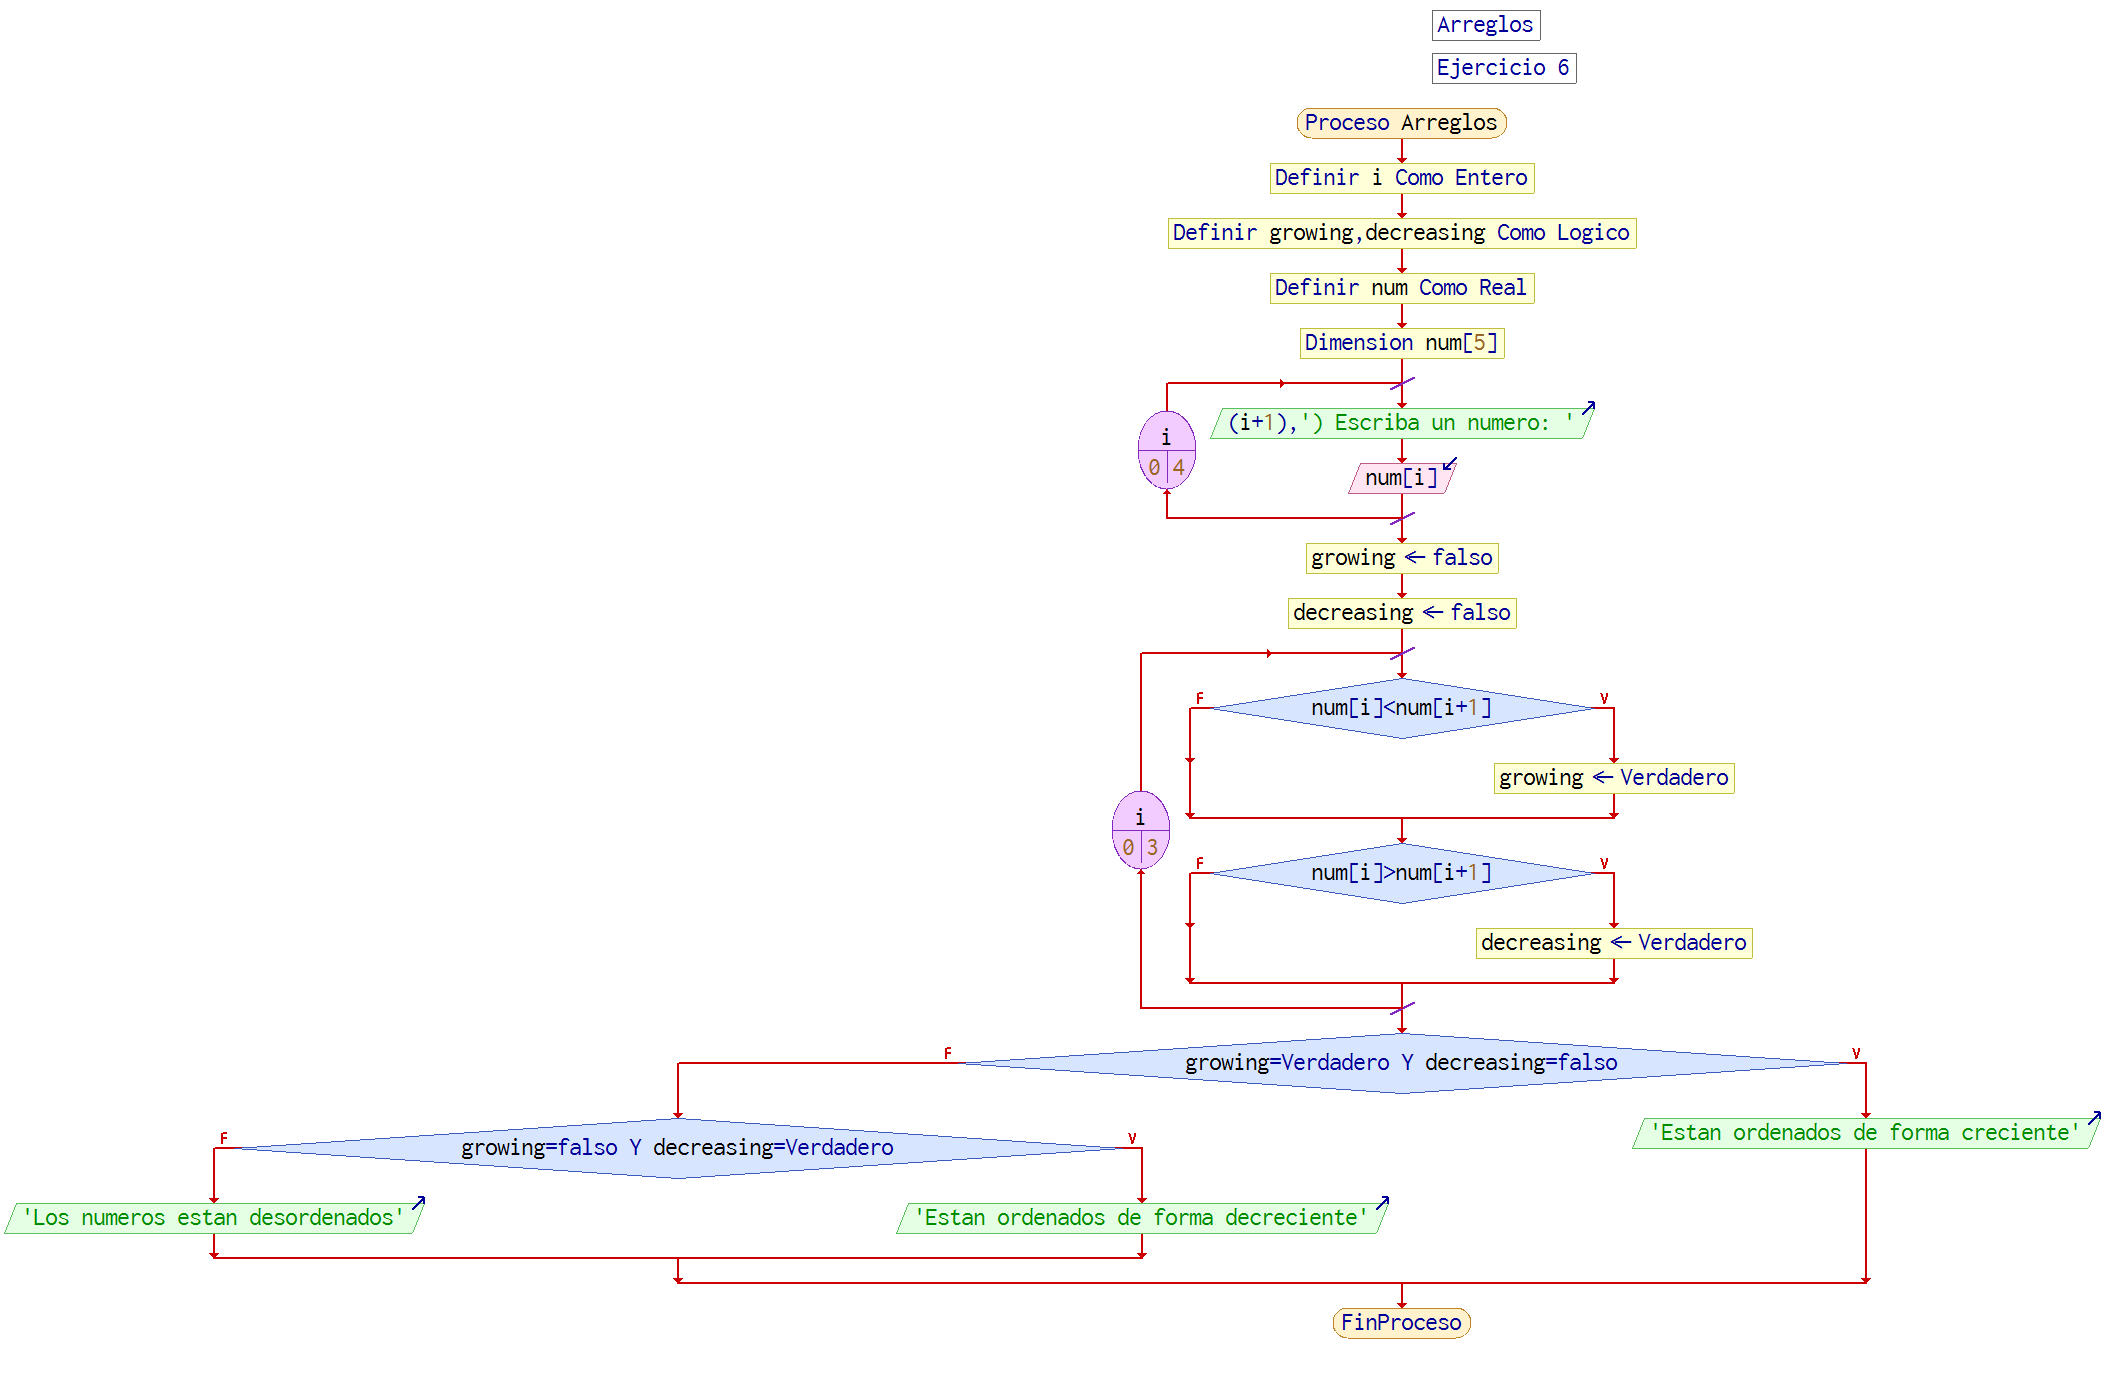 Arreglos
Ejercicio 6
Proceso Arreglos
Definir i Como Entero
Definir growing,decreasing Como Logico
Definir num Como Real
Dimension num[5]
(i+1),') Escriba un numero: '
i
0 4
num[i]
growing ← falso
decreasing ← falso
F
V
num[i]<num[i+1]
growing ← Verdadero
i
0 3
F
V
num[i]>num[i+1]
decreasing ← Verdadero
F
V
growing=Verdadero Y decreasing=falso
'Estan ordenados de forma creciente'
F
V
growing=falso Y decreasing=Verdadero
'Los numeros estan desordenados'
'Estan ordenados de forma decreciente'
FinProceso